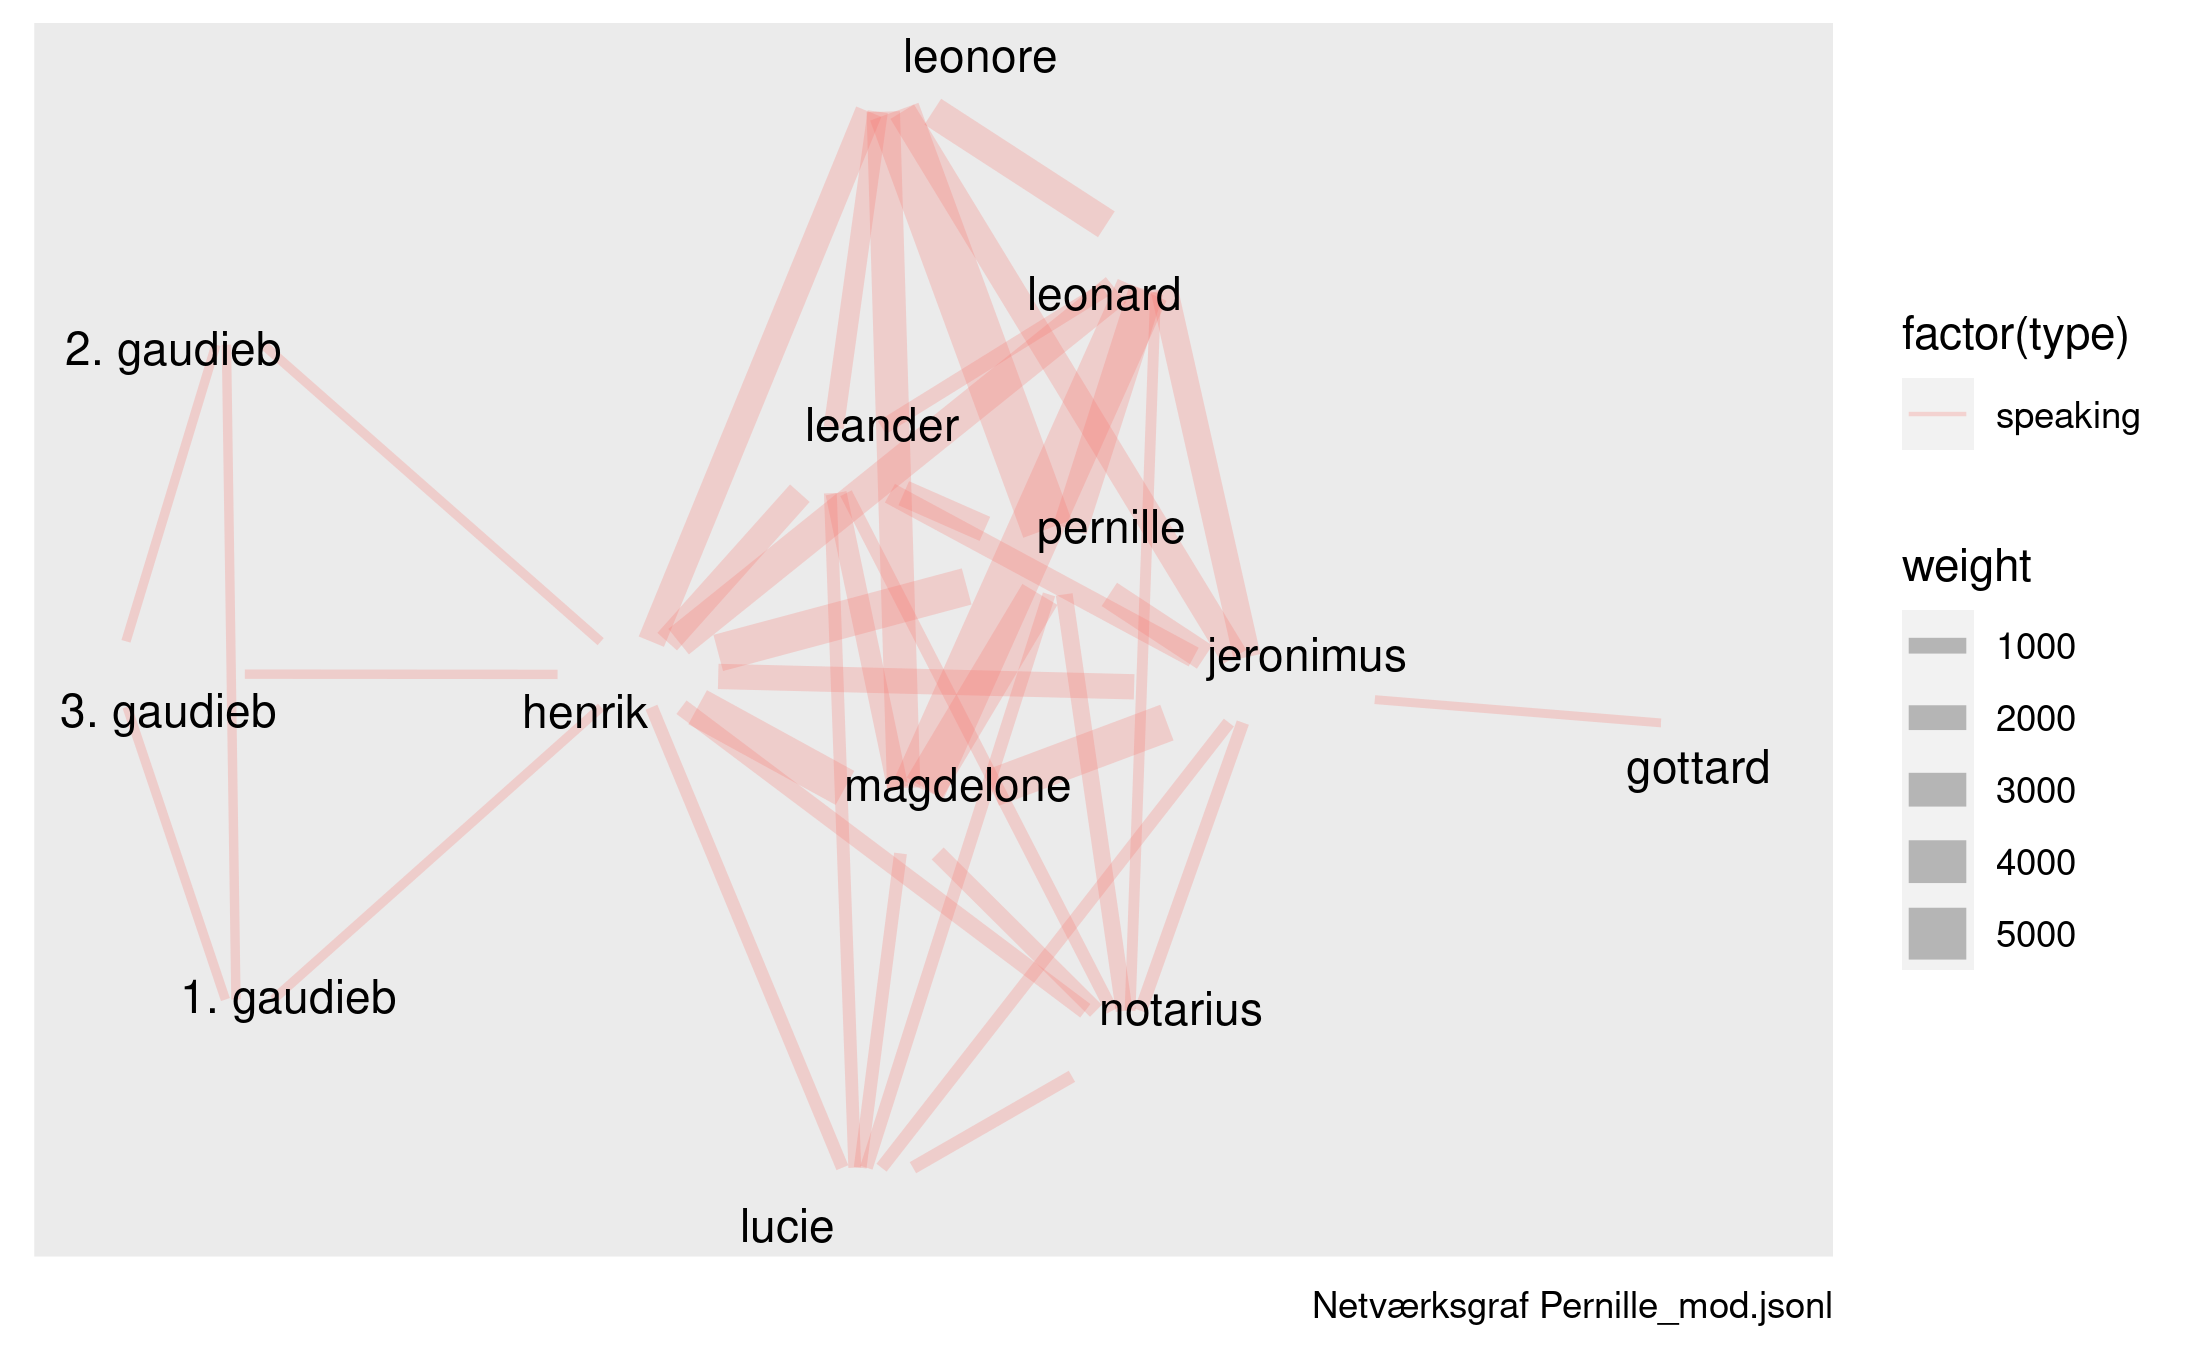 leonore
leonard
2. gaudieb
leander
pernille
jeronimus
3. gaudieb
henrik
magdelone
gottard
1. gaudieb
notarius
lucie
factor(type)
speaking
weight
1000
2000
3000
4000
5000
Netværksgraf Pernille_mod.jsonl